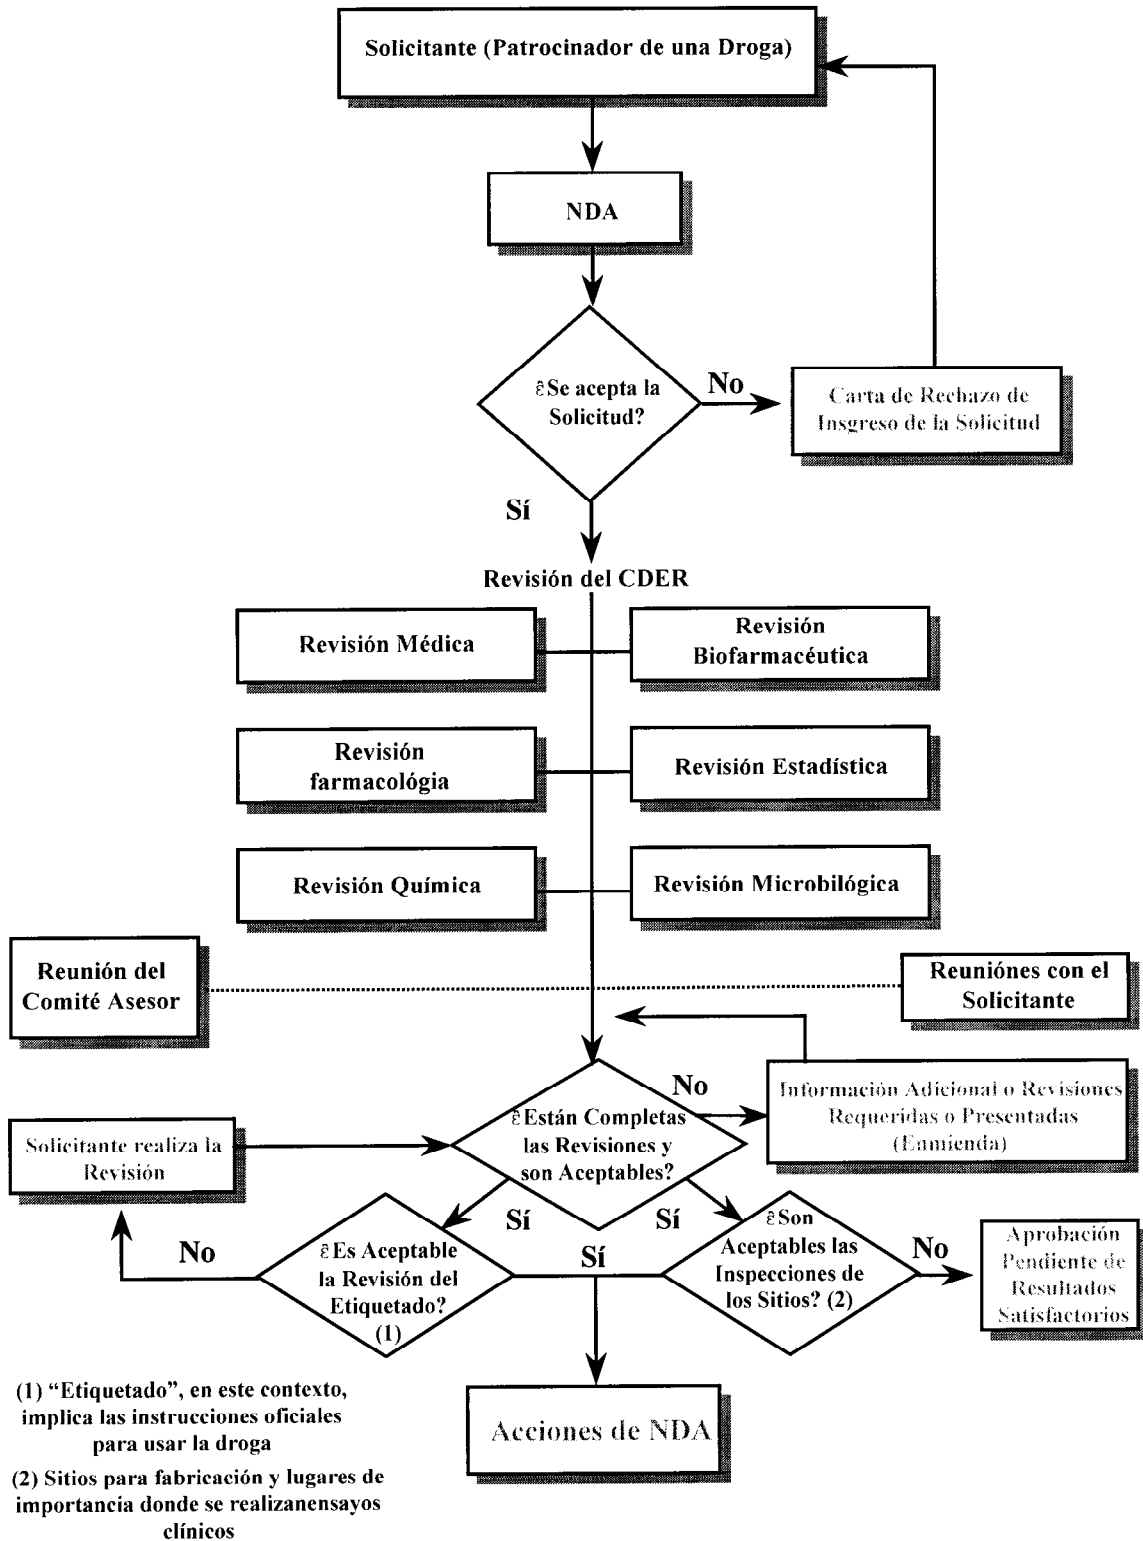 Solicitante (Patrocinador de una Droga)
NDA
êSe acepta la
Solicitud?
No
Carta de Rechazo de
Insgreso de la Solicitud
Sí
Revisión del CDER
Revisión Médica
Revisión
Biofarmacéutica
Revisión
farmacológia
Revisión Estadística
Revisión Química
Revisión Microbilógica
Reunión del
Comité Asesor
Reuniónes con el
Solicitante
No
Información Adicional o Revisiones
Requeridas o Presentadas
(Enmienda)
êEstán Completas
las Revisiones y
son Aceptables?
Solicitante realiza la
Revisión
Sí
Sí
No
êEs Aceptable
la Revisión del
Etiquetado?
(1)
Sí
êSon
Aceptables las
Inspecciones de
los Sitios? (2)
No
Aprobación
Pendiente de
Resultados
Satisfactorios
Acciones de NDA
(1) “Etiquetado”, en este contexto,
implica las instrucciones oficiales
para usar la droga
(2) Sitios para fabricación y lugares de
importancia donde se realizanensayos
clínicos